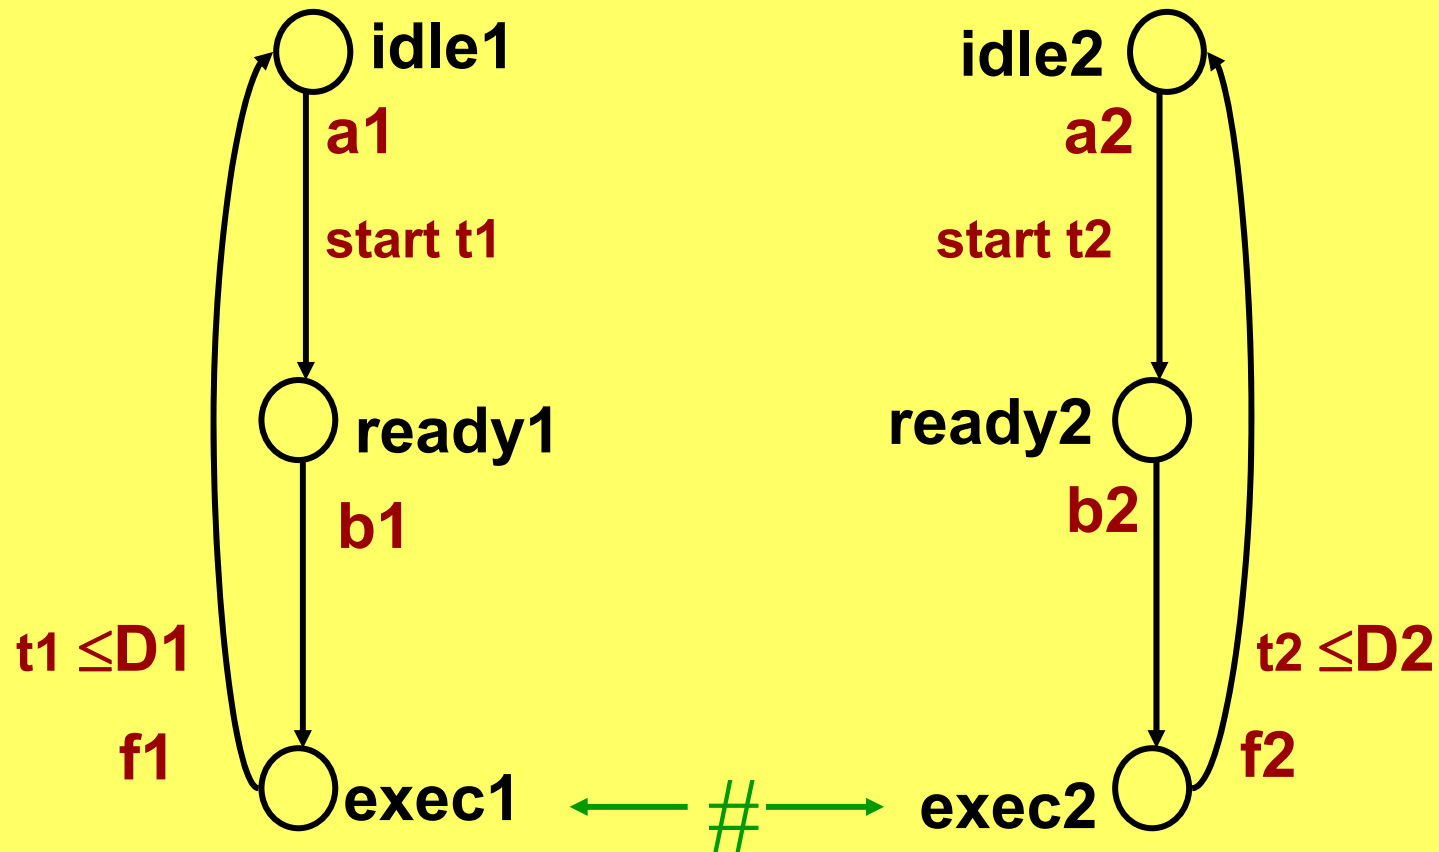 idle1
idle2
a1
a2
start t1
start t2
ready1
ready2
b1
b2
t1 ≤D1
t2 ≤D2
f1
f2
exec1
#
exec2